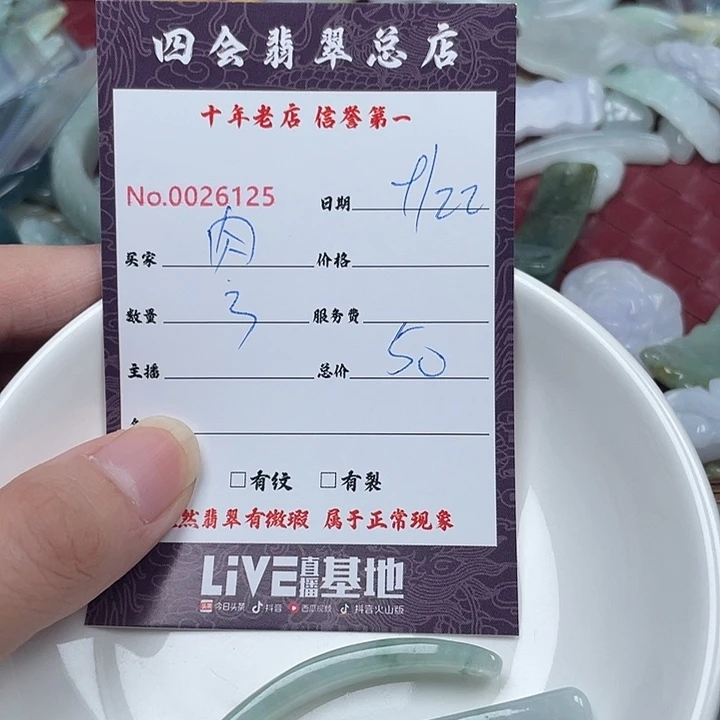 四会翡翠总店
十年老店 信誉第一
No.0026125 日期 9/22
买家 肉 价格
数量 3 服务费
主播 总价 50
□有纹 □有裂
然翡翠有微瑕 属于正常现象
LiVE直播基地
头条 今日头条 抖音 西瓜视频 抖音火山版